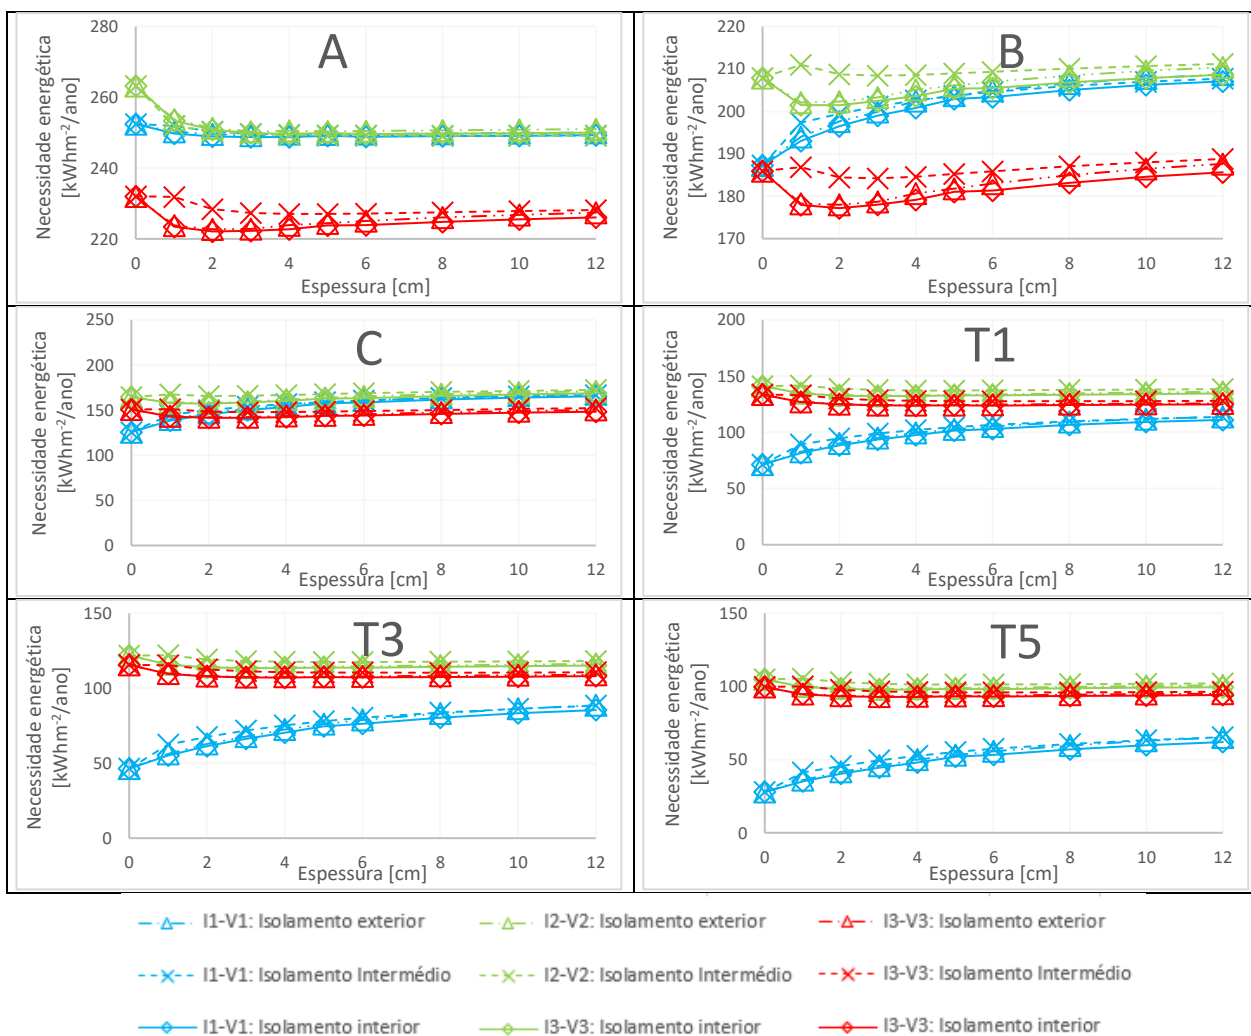 A
Necessidade energética
[kWhm⁻²/ano]
280
260
240
220
0 2 4 6 8 10 12
Espessura [cm]
B
Necessidade energética
[kWhm⁻²/ano]
220
210
200
190
180
170
0 2 4 6 8 10 12
Espessura [cm]
C
Necessidade energética
[kWhm⁻²/ano]
250
200
150
100
50
0
0 2 4 6 8 10 12
Espessura [cm]
T1
Necessidade energética
[kWhm⁻²/ano]
200
150
100
50
0
0 2 4 6 8 10 12
Espessura [cm]
T3
Necessidade energética
[kWhm⁻²/ano]
150
100
50
0
0 2 4 6 8 10 12
Espessura [cm]
T5
Necessidade energética
[kWhm⁻²/ano]
150
100
50
0
0 2 4 6 8 10 12
Espessura [cm]
I1-V1: Isolamento exterior I2-V2: Isolamento exterior I3-V3: Isolamento exterior
I1-V1: Isolamento Intermédio I2-V2: Isolamento Intermédio I3-V3: Isolamento Intermédio
I1-V1: Isolamento interior I3-V3: Isolamento interior I3-V3: Isolamento interior